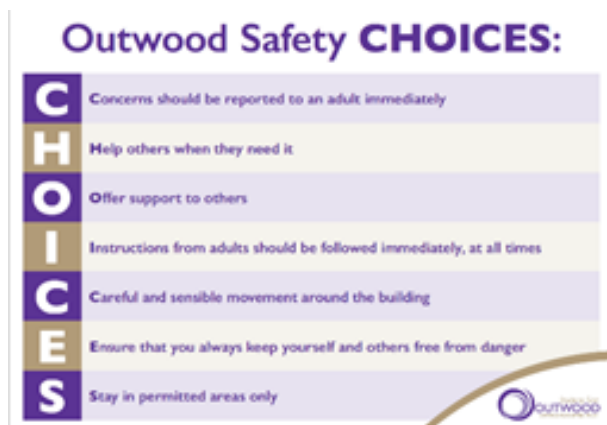 Outwood Safety CHOICES:
C Concerns should be reported to an adult immediately
H Help others when they need it
O Offer support to others
I Instructions from adults should be followed immediately, at all times
C Careful and sensible movement around the building
E Ensure that you always keep yourself and others free from danger
S Stay in permitted areas only
OUTWOOD